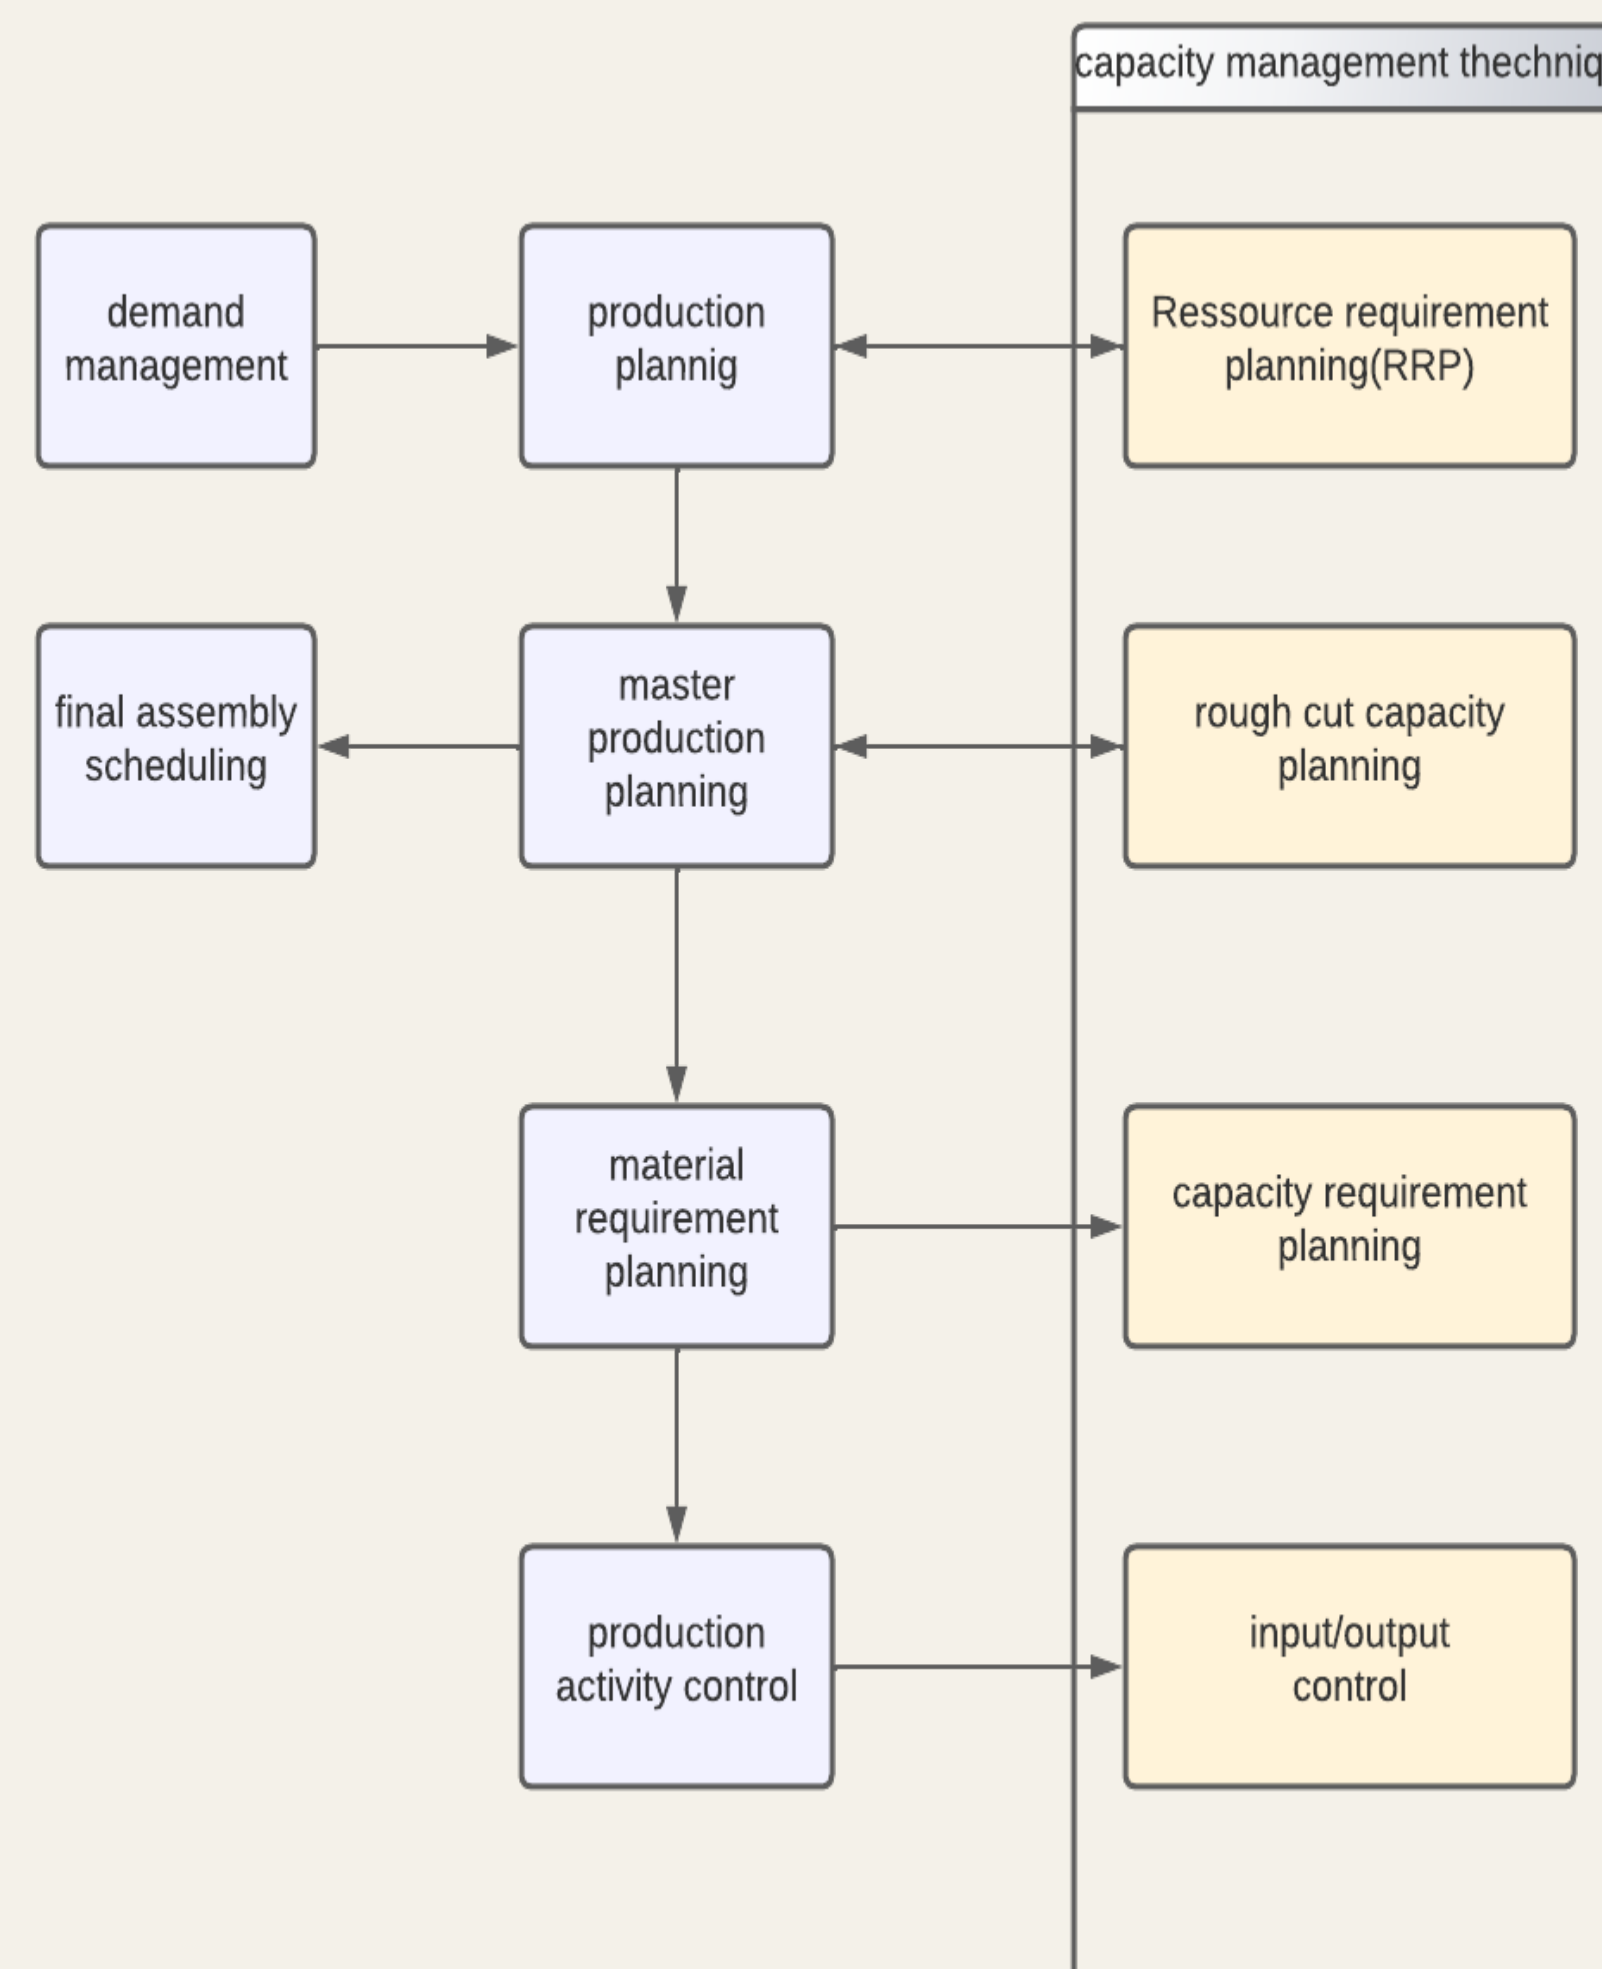 capacity management thechniq
demand
management
production
plannig
Ressource requirement
planning(RRP)
final assembly
scheduling
master
production
planning
rough cut capacity
planning
material
requirement
planning
capacity requirement
planning
production
activity control
input/output
control